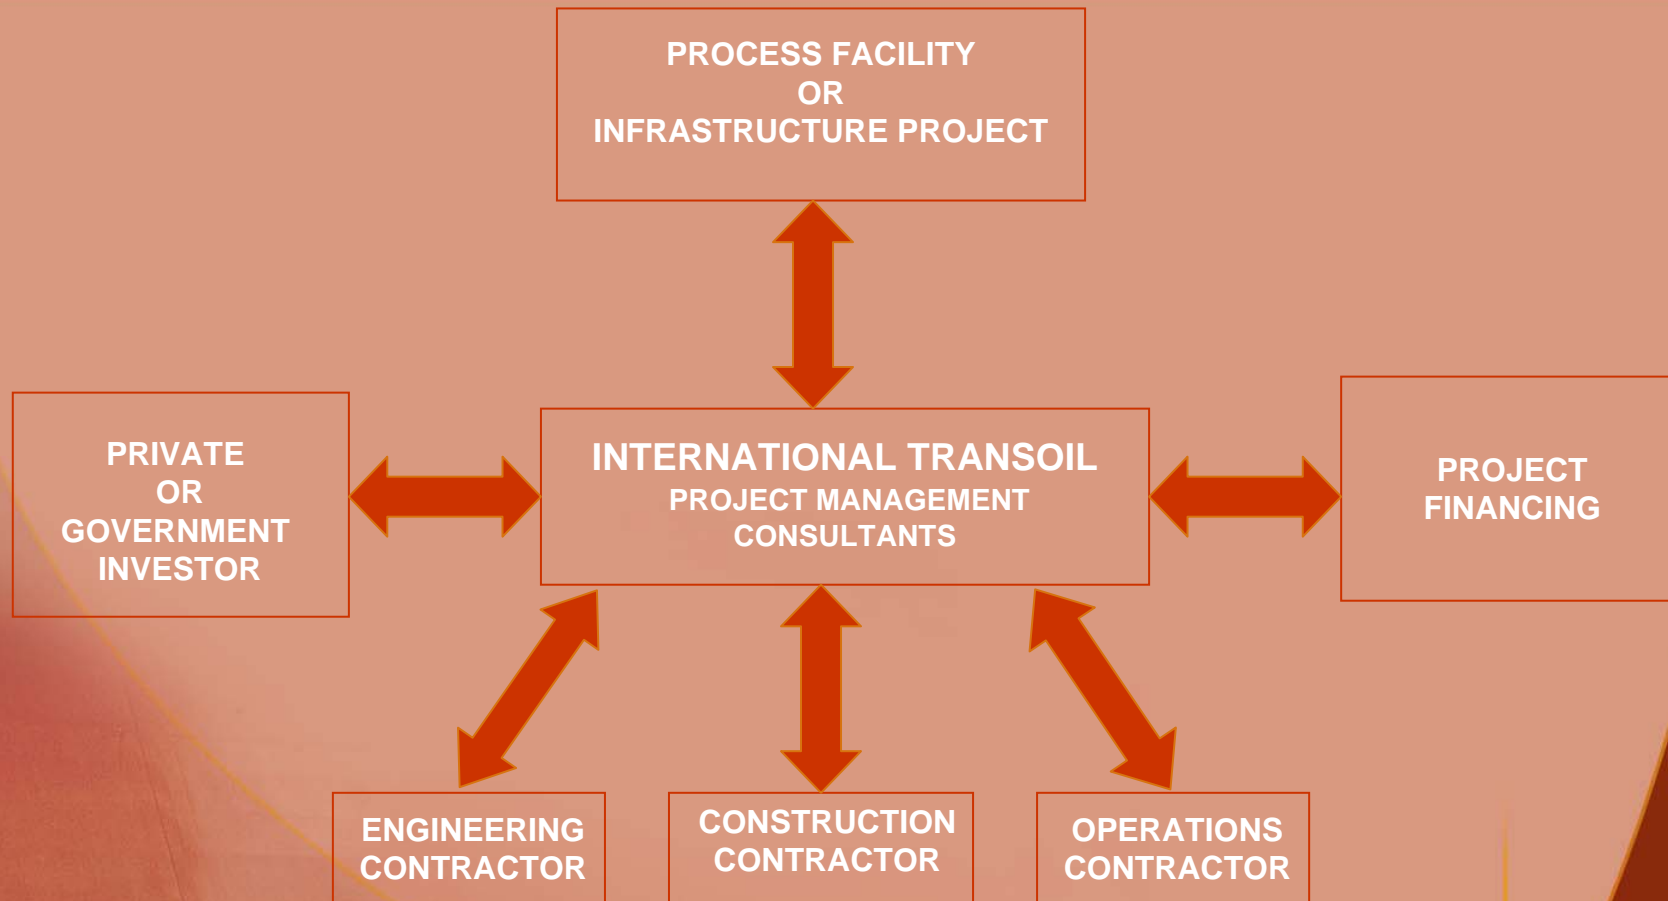 PROCESS FACILITY
OR
INFRASTRUCTURE PROJECT
PRIVATE
OR
GOVERNMENT
INVESTOR
INTERNATIONAL TRANSOIL
PROJECT MANAGEMENT
CONSULTANTS
PROJECT
FINANCING
ENGINEERING
CONTRACTOR
CONSTRUCTION
CONTRACTOR
OPERATIONS
CONTRACTOR